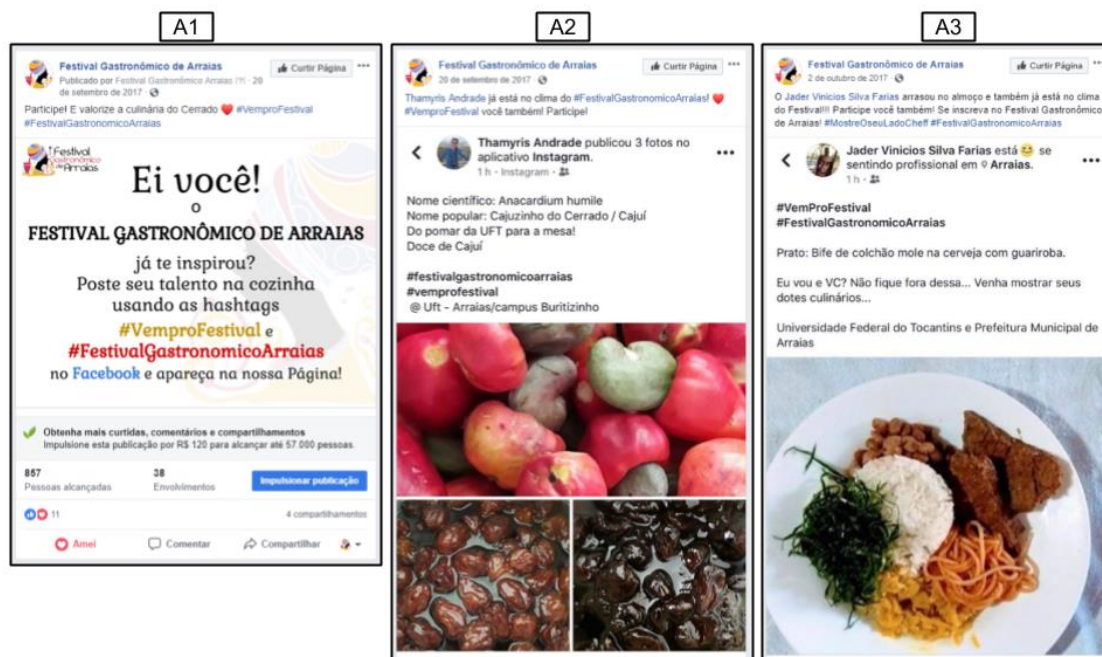 A1
Festival Gastronômico de Arraias
Curtir Página
Publicado por Festival Gastronômico Arraias [?] · 20
de setembro de 2017 ·
Participe! E valorize a culinária do Cerrado #VemproFestival
#FestivalGastronomicoArraias
Festival
gastronômico
de Arraias
Ei você!
o
FESTIVAL GASTRONÔMICO DE ARRAIAS
já te inspirou?
Poste seu talento na cozinha
usando as hashtags
#VemproFestival e
#FestivalGastronomicoArraias
no Facebook e apareça na nossa Página!
Obtenha mais curtidas, comentários e compartilhamentos
Impulsione esta publicação por R$ 120 para alcançar até 57.000 pessoas.
857
Pessoas alcançadas
38
Envolvimentos
Impulsionar publicação
11
4 compartilhamentos
Amei
Comentar
Compartilhar
A2
Festival Gastronômico de Arraias
Curtir Página
20 de setembro de 2017 ·
Thamyris Andrade já está no clima do #FestivalGastronomicoArraias!
#VemproFestival você também! Participe!
Thamyris Andrade publicou 3 fotos no
aplicativo Instagram.
1 h · Instagram ·
Nome científico: Anacardium humile
Nome popular: Cajuzinho do Cerrado / Cajuí
Do pomar da UFT para a mesa!
Doce de Cajuí
#festivalgastronomicoarraias
#vemprofestival
@ Uft - Arraias/campus Buritizinho
A3
Festival Gastronômico de Arraias
Curtir Página
2 de outubro de 2017 ·
O Jader Vinicios Silva Farias arrasou no almoço e também já está no clima
do Festival!!! Participe você também! Se inscreva no Festival Gastronômico
de Arraias! #MostreOseuLadoCheff #FestivalGastronomicoArraias
Jader Vinicios Silva Farias está se
sentindo profissional em Arraias.
1 h ·
#VemProFestival
#FestivalGastronomicoArraias
Prato: Bife de colchão mole na cerveja com guariroba.
Eu vou e VC? Não fique fora dessa... Venha mostrar seus
dotes culinários...
Universidade Federal do Tocantins e Prefeitura Municipal de
Arraias